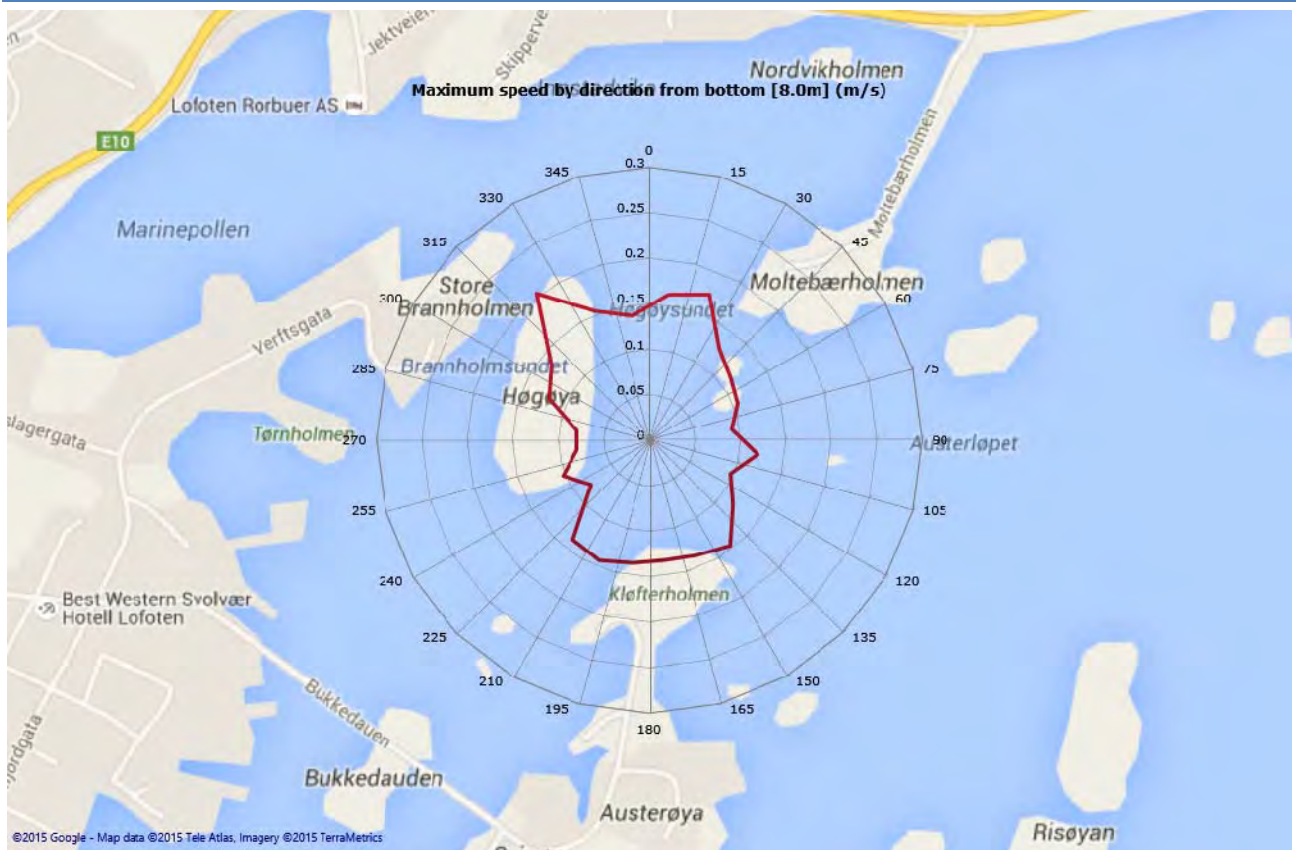 Jektveien
Skipperve
Nordvikholmen
Maximum speed by direction from bottom [8.0m] (m/s)
Lofoten Rorbuer AS
E10
Moltebærholmen
0
0.3
345
15
330
30
0.25
Marinepollen
315
45
0.2
Store
Brannholmen
Moltebærholmen
300
60
0.15
Høgøysundet
Verftsgata
0.1
Brannholmsundet
285
75
0.05
Høgøya
slagergata
Tørnholmen
270
0
90
Austerløpet
255
105
240
120
Kløfterholmen
Best Western Svolvær
Hotell Lofoten
225
135
210
150
195
165
Bukkedauen
180
jordgata
Bukkedauden
Austerøya
Risøyan
©2015 Google - Map data ©2015 Tele Atlas, Imagery ©2015 TerraMetrics